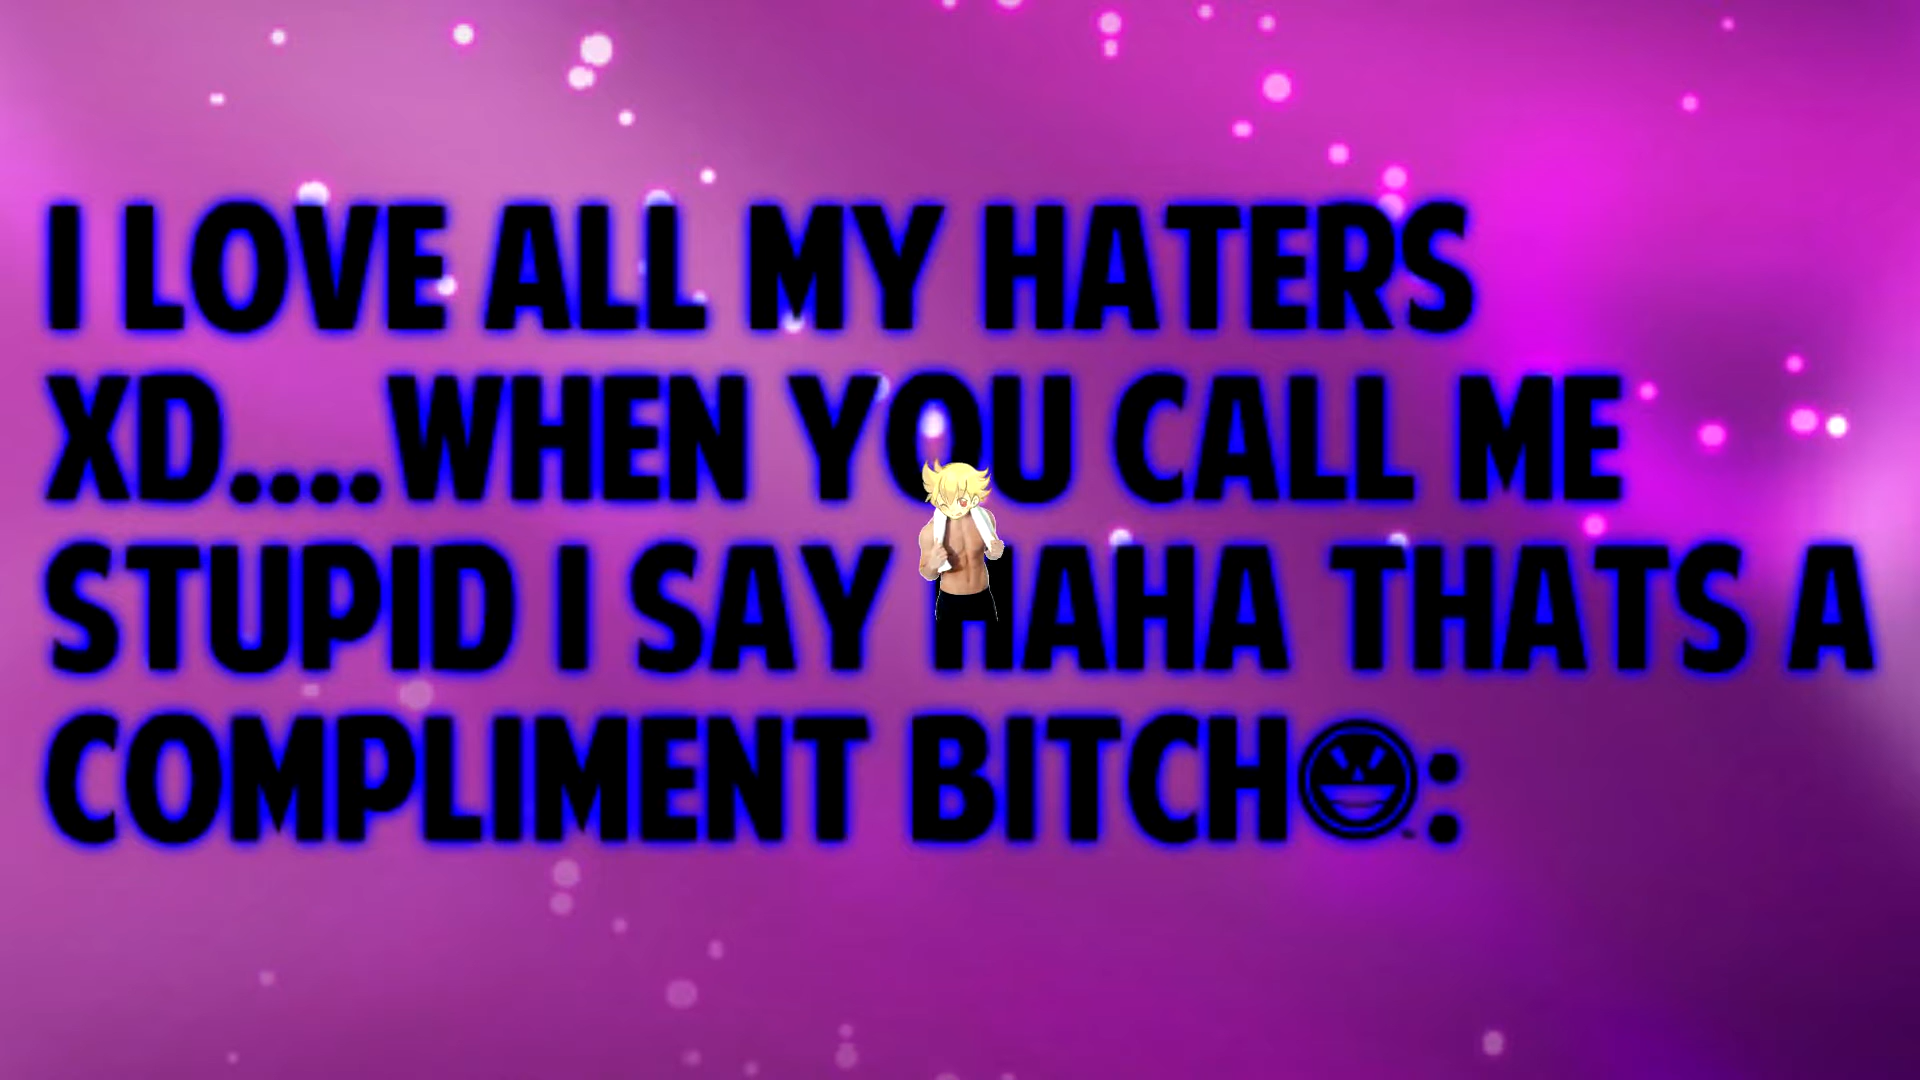 I LOVE ALL MY HATERS
XD....WHEN YOU CALL ME
STUPID I SAY HAHA THATS A
COMPLIMENT BITCH😈: